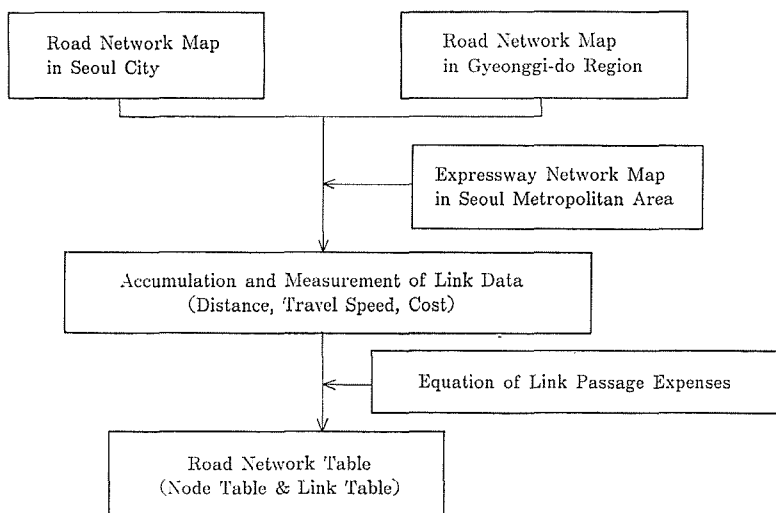 Road Network Map
in Seoul City
Road Network Map
in Gyeonggi-do Region
Expressway Network Map
in Seoul Metropolitan Area
Accumulation and Measurement of Link Data
(Distance, Travel Speed, Cost)
Equation of Link Passage Expenses
Road Network Table
(Node Table & Link Table)